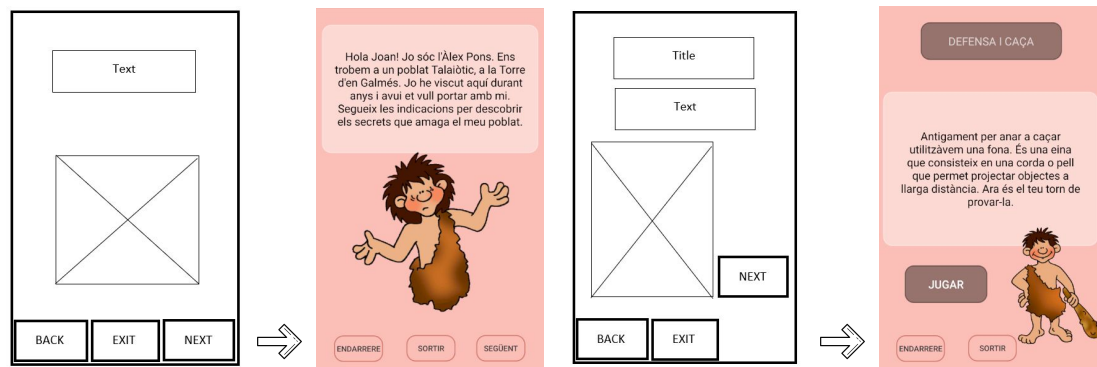 Text
BACK
EXIT
NEXT
Hola Joan! Jo sóc l'Àlex Pons. Ens
trobem a un poblat Talaiòtic, a la Torre
d'en Galmés. Jo he viscut aquí durant
anys i avui et vull portar amb mi.
Segueix les indicacions per descobrir
els secrets que amaga el meu poblat.
ENDARRERE
SORTIR
SEGÜENT
Title
Text
NEXT
BACK
EXIT
DEFENSA I CAÇA
Antigament per anar a caçar
utilitzàvem una fona. És una eina
que consisteix en una corda o pell
que permet projectar objectes a
llarga distància. Ara és el teu torn de
provar-la.
JUGAR
ENDARRERE
SORTIR